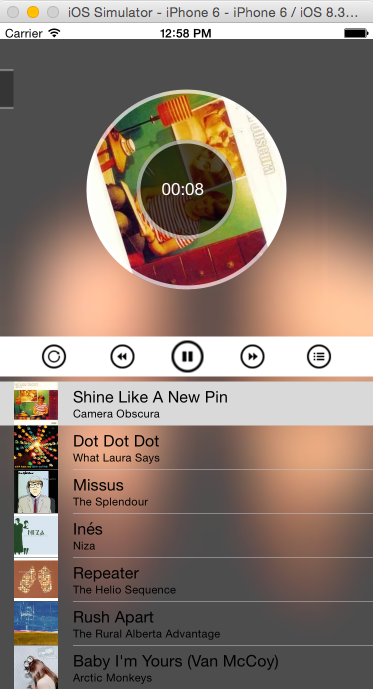 iOS Simulator - iPhone 6 - iPhone 6 / iOS 8.3...
Carrier 12:58 PM
obscura
00:08
Shine Like A New Pin
Camera Obscura
Dot Dot Dot
What Laura Says
Missus
The Splendour
NIZA
Inés
Niza
Repeater
The Helio Sequence
Rush Apart
The Rural Alberta Advantage
Baby I'm Yours (Van McCoy)
Arctic Monkeys